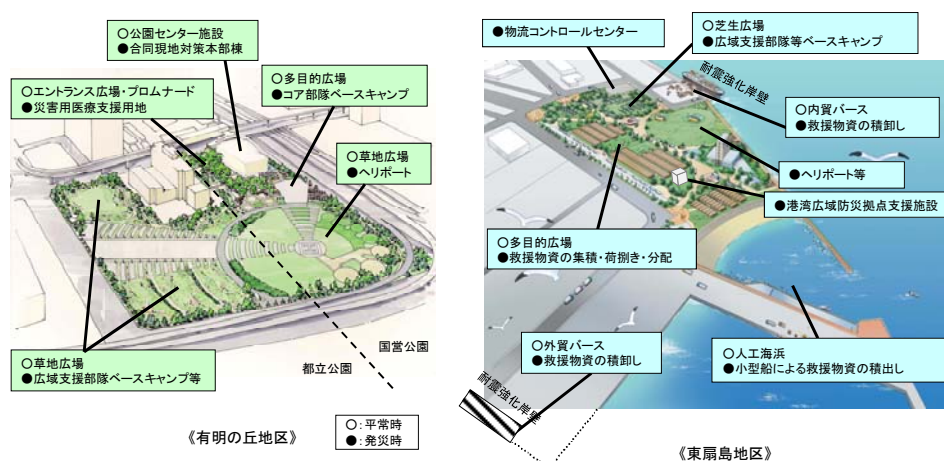 ○公園センター施設
●合同現地対策本部棟
○エントランス広場・プロムナード
●災害用医療支援用地
○多目的広場
●コア部隊ベースキャンプ
○草地広場
●ヘリポート
○草地広場
●広域支援部隊ベースキャンプ等
国営公園
都立公園
《有明の丘地区》
○：平常時
●：発災時
●物流コントロールセンター
○芝生広場
●広域支援部隊等ベースキャンプ
耐震強化岸壁
○内貿バース
●救援物資の積卸し
●ヘリポート等
●港湾広域防災拠点支援施設
○多目的広場
●救援物資の集積・荷捌き・分配
○外貿バース
●救援物資の積卸し
○人工海浜
●小型船による救援物資の積出し
耐震強化岸壁
《東扇島地区》